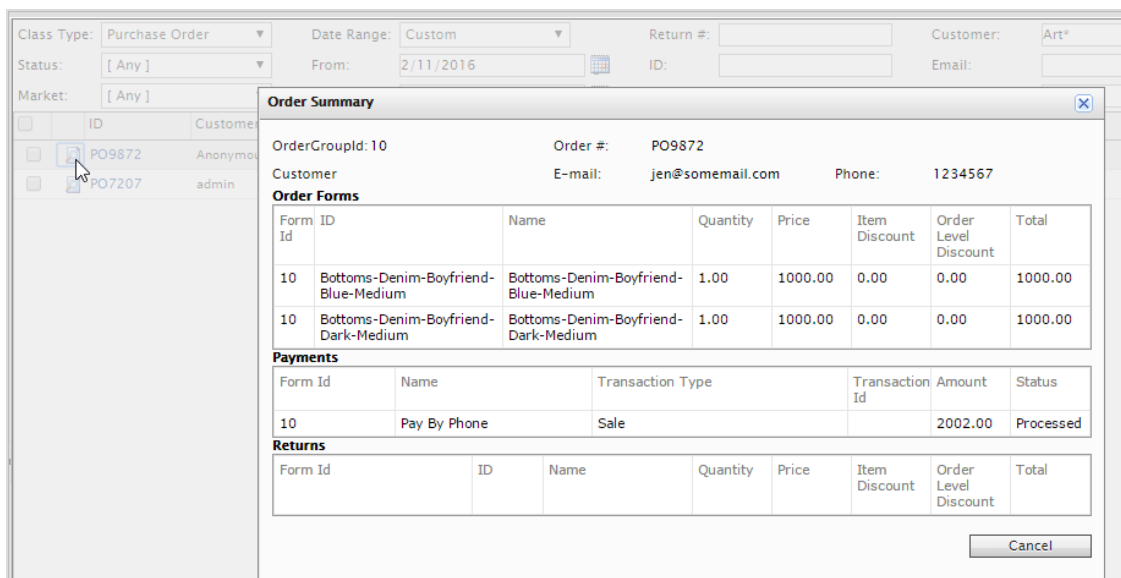 Class Type: Purchase Order Date Range: Custom Return #: Customer: Art*
Status: [ Any ] From: 2/11/2016 ID: Email:
Market: [ Any ]
Order Summary
ID Customer
PO9872 Anonymou
PO7207 admin
OrderGroupId: 10 Order #: PO9872
Customer E-mail: jen@somemail.com Phone: 1234567
Order Forms
Form Id ID Name Quantity Price Item Discount Order Level Discount Total
10 Bottoms-Denim-Boyfriend-Blue-Medium Bottoms-Denim-Boyfriend-Blue-Medium 1.00 1000.00 0.00 0.00 1000.00
10 Bottoms-Denim-Boyfriend-Dark-Medium Bottoms-Denim-Boyfriend-Dark-Medium 1.00 1000.00 0.00 0.00 1000.00
Payments
Form Id Name Transaction Type Transaction Id Amount Status
10 Pay By Phone Sale 2002.00 Processed
Returns
Form Id ID Name Quantity Price Item Discount Order Level Discount Total
Cancel